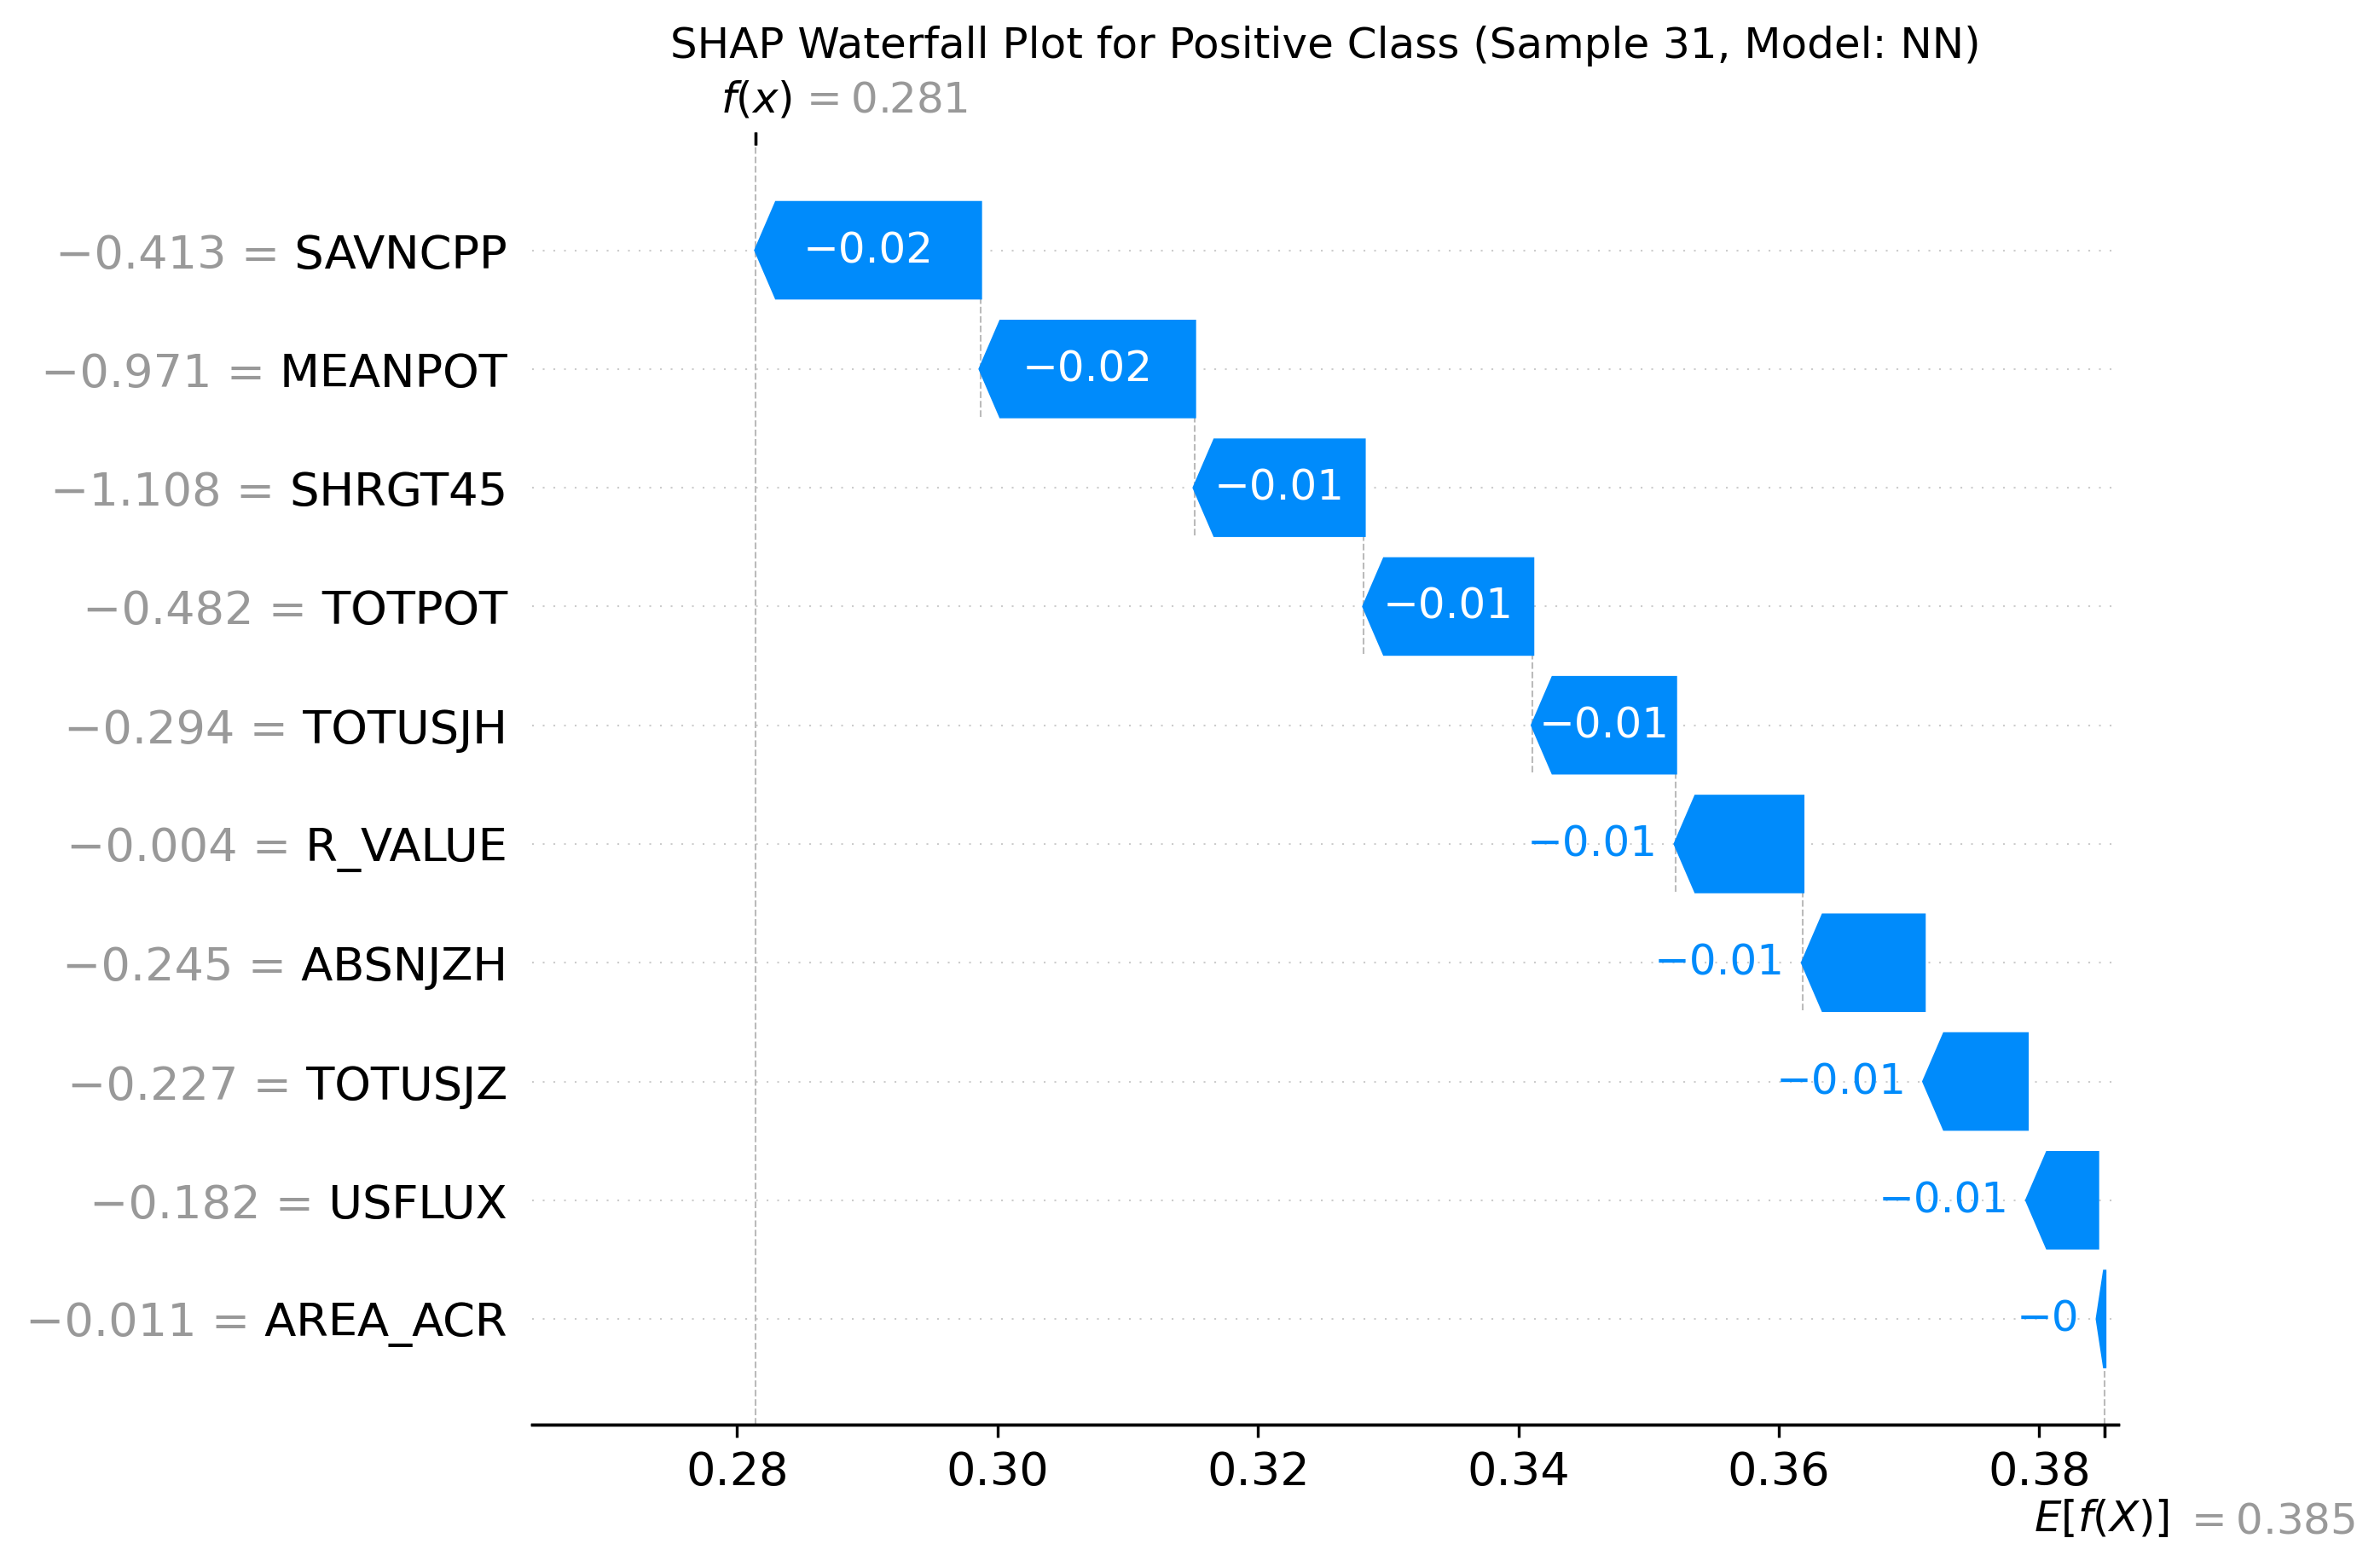 SHAP Waterfall Plot for Positive Class (Sample 31, Model: NN)
f(x) = 0.281
−0.413 = SAVNCPP −0.02
−0.971 = MEANPOT −0.02
−1.108 = SHRGT45 −0.01
−0.482 = TOTPOT −0.01
−0.294 = TOTUSJH −0.01
−0.004 = R_VALUE −0.01
−0.245 = ABSNJZH −0.01
−0.227 = TOTUSJZ −0.01
−0.182 = USFLUX −0.01
−0.011 = AREA_ACR −0
0.28 0.30 0.32 0.34 0.36 0.38
E[f(X)] = 0.385